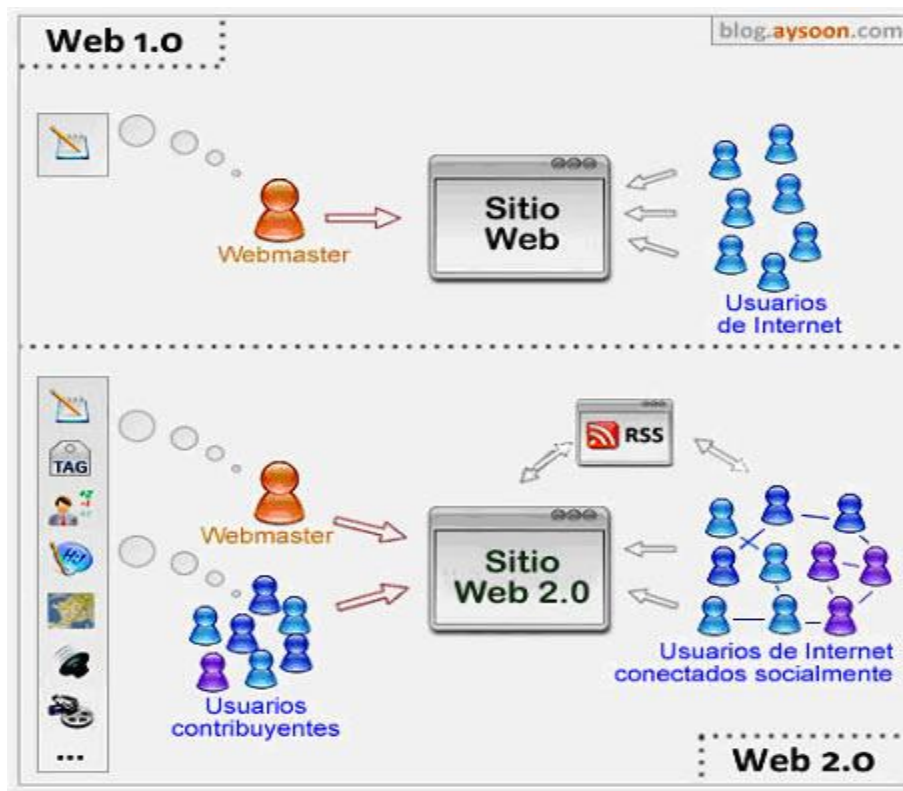 Web 1.0
blog.aysoon.com
Webmaster
Sitio
Web
Usuarios
de Internet
TAG
RSS
Webmaster
Sitio
Web 2.0
Usuarios
contribuyentes
Usuarios de Internet
conectados socialmente
...
Web 2.0